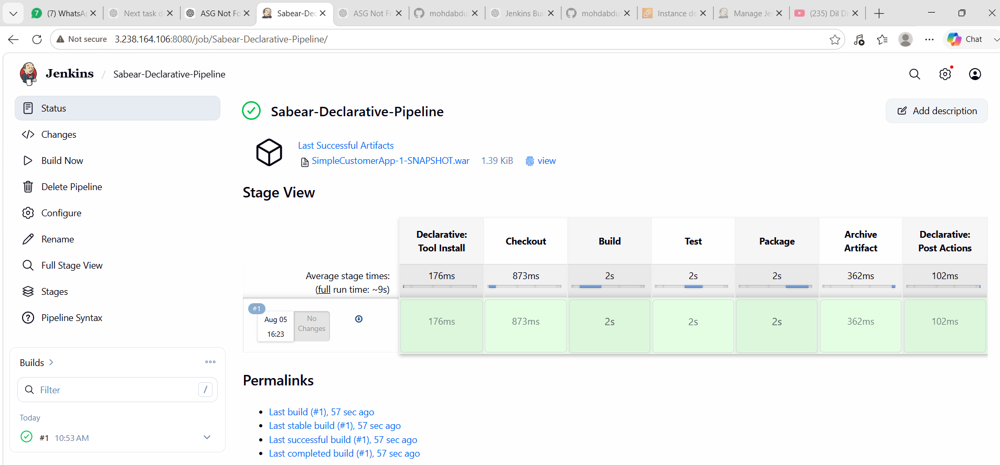 7
(7) WhatsA
Next task d
ASG Not Fo
Sabear-Dec
ASG Not Fo
mohdabdu
Jenkins Bui
mohdabdu
Instance de
Manage Je
(235) Dil Di
Not secure
3.238.164.106:8080/job/Sabear-Declarative-Pipeline/
Chat
Jenkins / Sabear-Declarative-Pipeline
Status
Changes
Build Now
Delete Pipeline
Configure
Rename
Full Stage View
Stages
Pipeline Syntax
Builds
Filter /
Today
#1 10:53 AM
Sabear-Declarative-Pipeline
Add description
Last Successful Artifacts
SimpleCustomerApp-1-SNAPSHOT.war 1.39 KiB view
Stage View
Declarative: Tool Install
Checkout
Build
Test
Package
Archive Artifact
Declarative: Post Actions
Average stage times:
(full run time: ~9s)
176ms 873ms 2s 2s 2s 362ms 102ms
#1
Aug 05
16:23
No Changes
176ms 873ms 2s 2s 2s 362ms 102ms
Permalinks
Last build (#1), 57 sec ago
Last stable build (#1), 57 sec ago
Last successful build (#1), 57 sec ago
Last completed build (#1), 57 sec ago